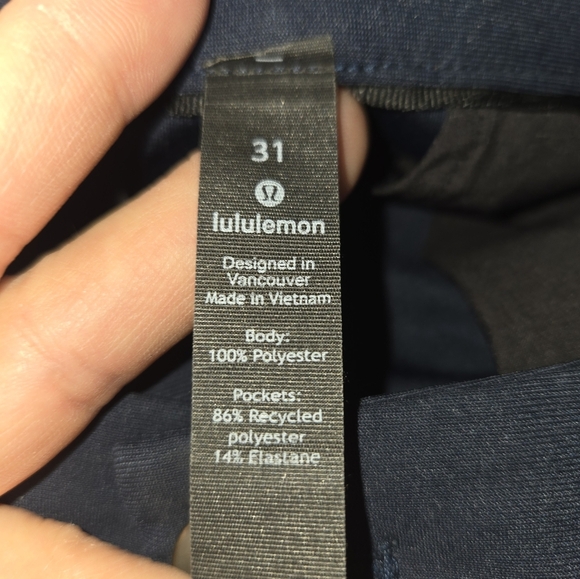 31
lululemon
Designed in
Vancouver
Made in Vietnam
Body:
100% Polyester
Pockets:
86% Recycled
polyester
14% Elastane